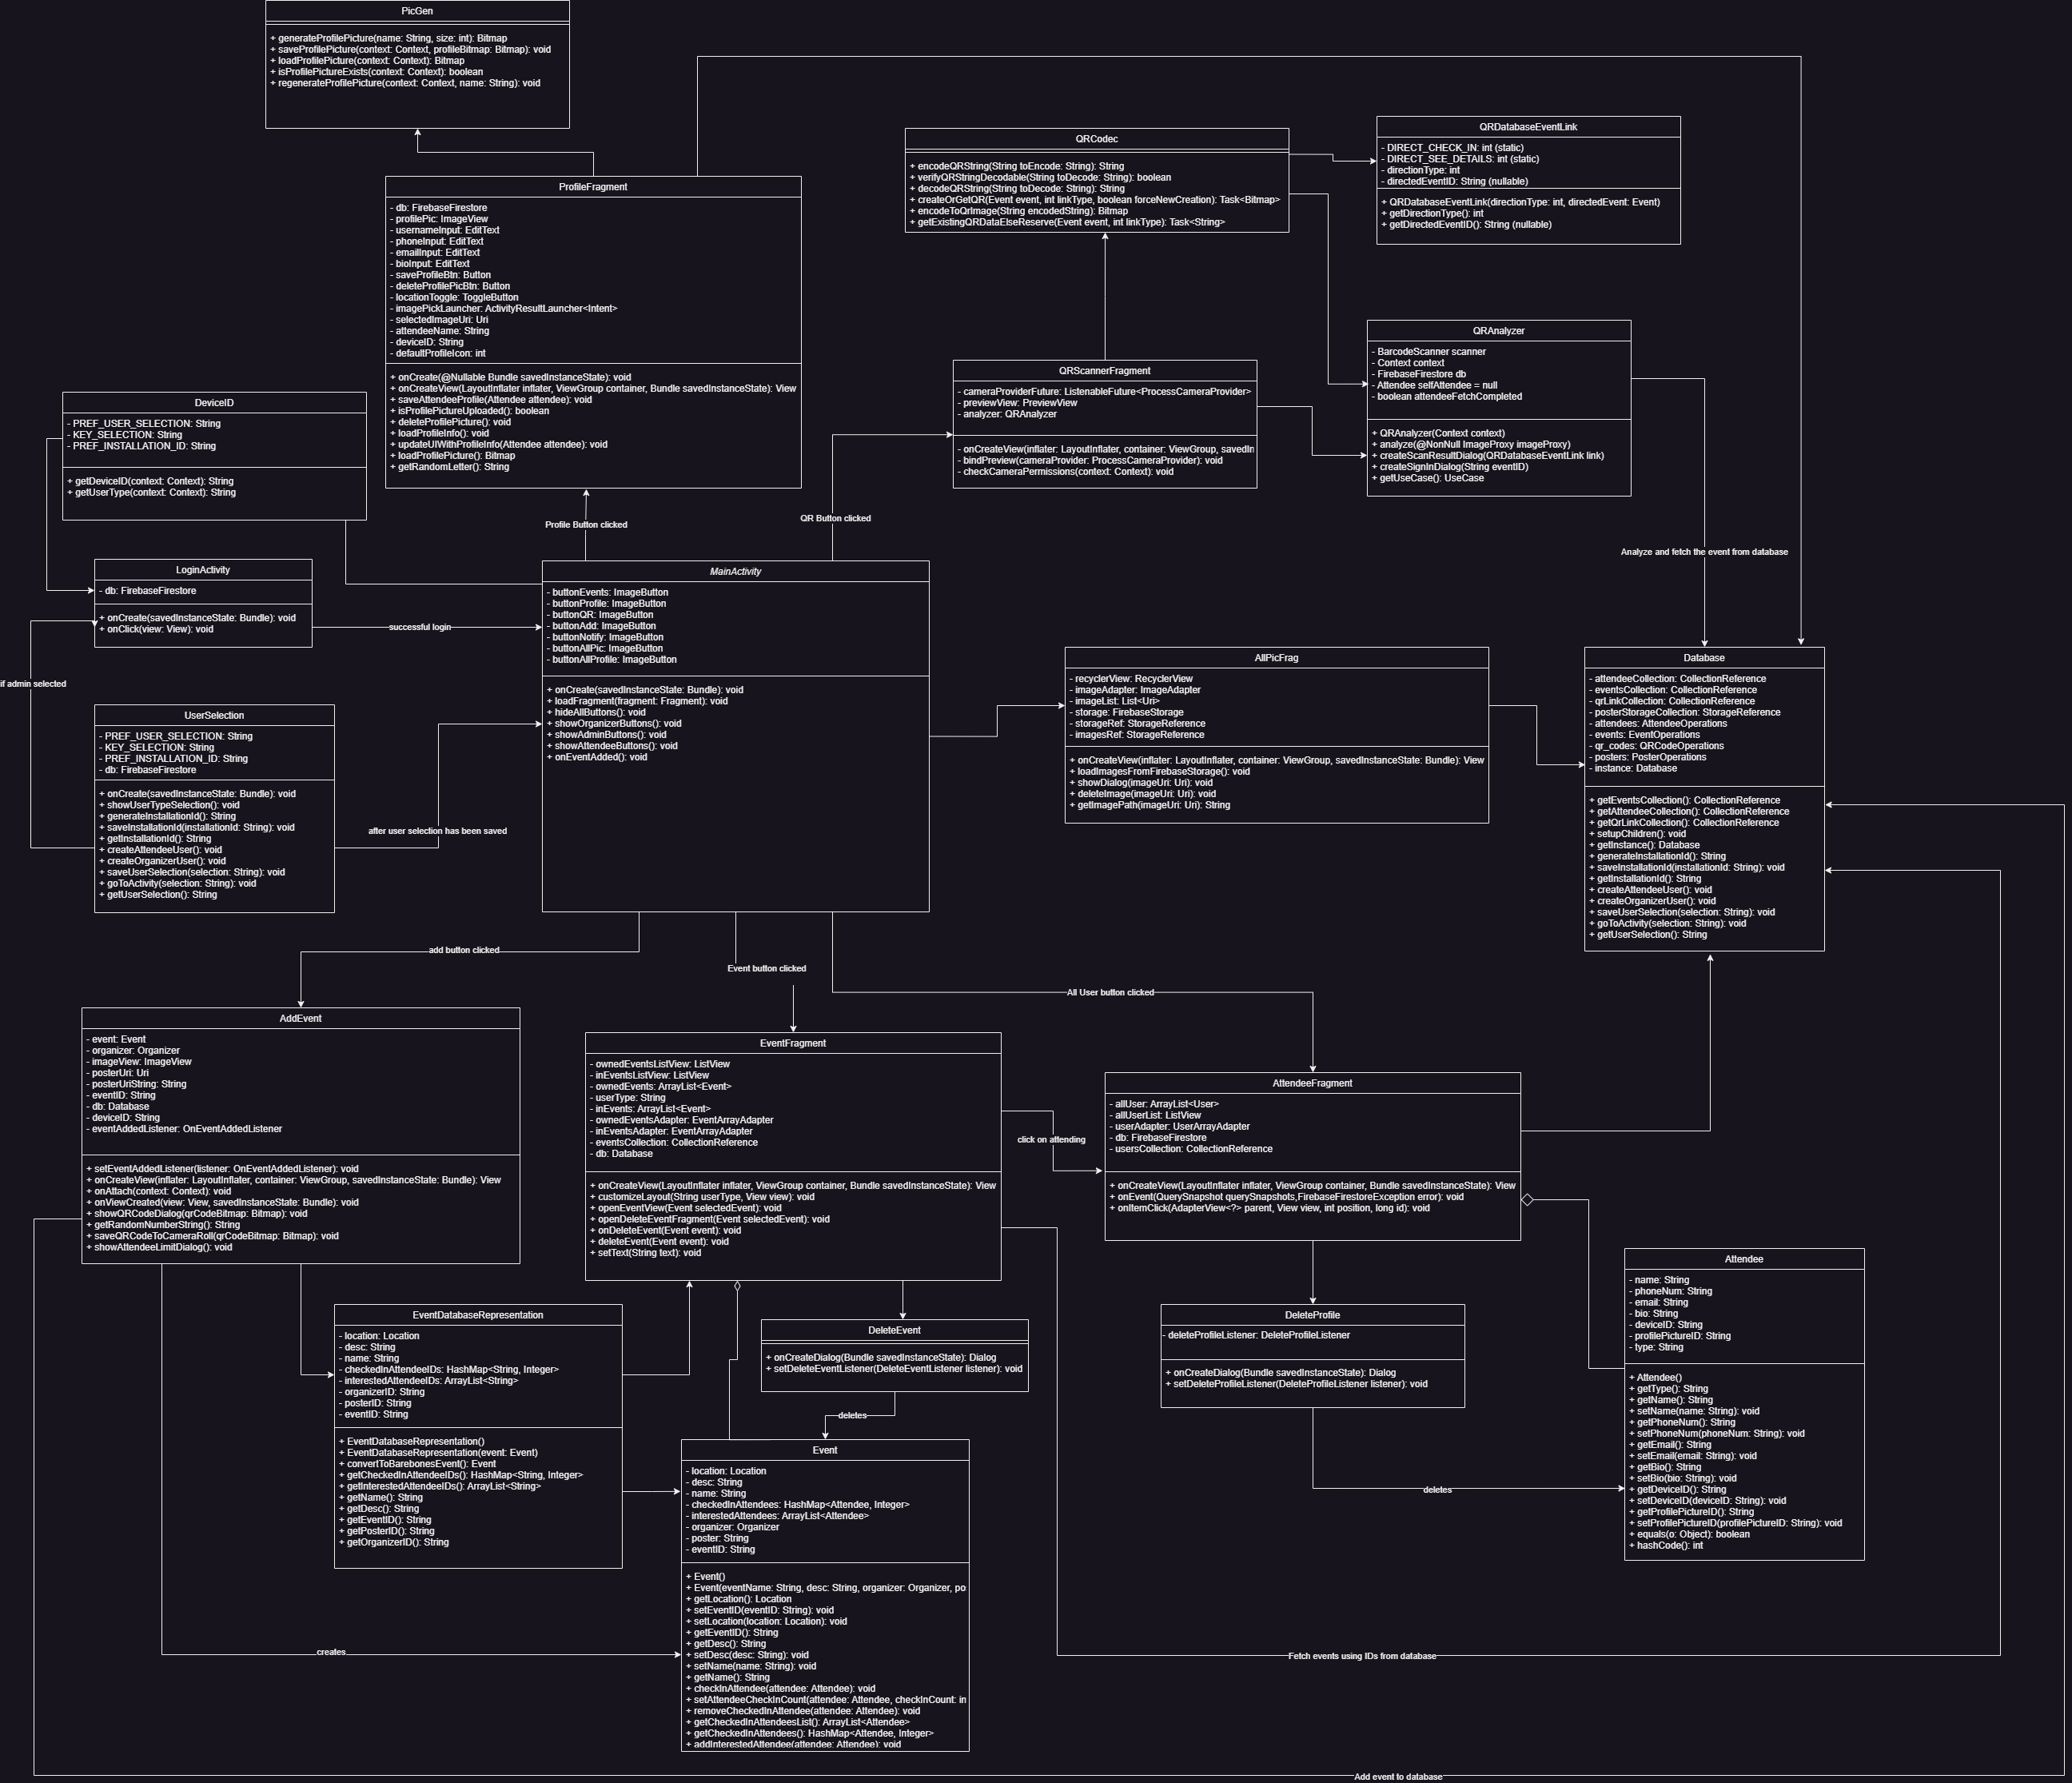 PicGen
+ generateProfilePicture(name: String, size: int): Bitmap
+ saveProfilePicture(context: Context, profileBitmap: Bitmap): void
+ loadProfilePicture(context: Context): Bitmap
+ isProfilePictureExists(context: Context): boolean
+ regenerateProfilePicture(context: Context, name: String): void
QRCodec
+ encodeQRString(String toEncode: String): String
+ verifyQRStringDecodable(String toDecode: String): boolean
+ decodeQRString(String toDecode: String): String
+ createOrGetQR(Event event, int linkType, boolean forceNewCreation): Task<Bitmap>
+ encodeToQrImage(String encodedString): Bitmap
+ getExistingQRDataElseReserve(Event event, int linkType): Task<String>
QRDatabaseEventLink
- DIRECT_CHECK_IN: int (static)
- DIRECT_SEE_DETAILS: int (static)
- directionType: int
- directedEventID: String (nullable)
+ QRDatabaseEventLink(directionType: int, directedEvent: Event)
+ getDirectionType(): int
+ getDirectedEventID(): String (nullable)
ProfileFragment
- db: FirebaseFirestore
- profilePic: ImageView
- usernameInput: EditText
- phoneInput: EditText
- emailInput: EditText
- bioInput: EditText
- saveProfileBtn: Button
- deleteProfilePicBtn: Button
- locationToggle: ToggleButton
- imagePickLauncher: ActivityResultLauncher<Intent>
- selectedImageUri: Uri
- attendeeName: String
- deviceID: String
- defaultProfileIcon: int
+ onCreate(@Nullable Bundle savedInstanceState): void
+ onCreateView(LayoutInflater inflater, ViewGroup container, Bundle savedInstanceState): View
+ saveAttendeeProfile(Attendee attendee): void
+ isProfilePictureUploaded(): boolean
+ deleteProfilePicture(): void
+ loadProfileInfo(): void
+ updateUIWithProfileInfo(Attendee attendee): void
+ loadProfilePicture(): Bitmap
+ getRandomLetter(): String
QRAnalyzer
- BarcodeScanner scanner
- Context context
- FirebaseFirestore db
- Attendee selfAttendee = null
- boolean attendeeFetchCompleted
+ QRAnalyzer(Context context)
+ analyze(@NonNull ImageProxy imageProxy)
+ createScanResultDialog(QRDatabaseEventLink link)
+ createSignInDialog(String eventID)
+ getUseCase(): UseCase
QRScannerFragment
- cameraProviderFuture: ListenableFuture<ProcessCameraProvider>
- previewView: PreviewView
- analyzer: QRAnalyzer
- onCreateView(inflater: LayoutInflater, container: ViewGroup, savedIn
- bindPreview(cameraProvider: ProcessCameraProvider): void
- checkCameraPermissions(context: Context): void
DeviceID
- PREF_USER_SELECTION: String
- KEY_SELECTION: String
- PREF_INSTALLATION_ID: String
+ getDeviceID(context: Context): String
+ getUserType(context: Context): String
Profile Button clicked
QR Button clicked
Analyze and fetch the event from database
LoginActivity
- db: FirebaseFirestore
+ onCreate(savedInstanceState: Bundle): void
+ onClick(view: View): void
successful login
if admin selected
MainActivity
- buttonEvents: ImageButton
- buttonProfile: ImageButton
- buttonQR: ImageButton
- buttonAdd: ImageButton
- buttonNotify: ImageButton
- buttonAllPic: ImageButton
- buttonAllProfile: ImageButton
+ onCreate(savedInstanceState: Bundle): void
+ loadFragment(fragment: Fragment): void
+ hideAllButtons(): void
+ showOrganizerButtons(): void
+ showAdminButtons(): void
+ showAttendeeButtons(): void
+ onEventAdded(): void
AllPicFrag
- recyclerView: RecyclerView
- imageAdapter: ImageAdapter
- imageList: List<Uri>
- storage: FirebaseStorage
- storageRef: StorageReference
- imagesRef: StorageReference
+ onCreateView(inflater: LayoutInflater, container: ViewGroup, savedInstanceState: Bundle): View
+ loadImagesFromFirebaseStorage(): void
+ showDialog(imageUri: Uri): void
+ deleteImage(imageUri: Uri): void
+ getImagePath(imageUri: Uri): String
Database
- attendeeCollection: CollectionReference
- eventsCollection: CollectionReference
- qrLinkCollection: CollectionReference
- posterStorageCollection: StorageReference
- attendees: AttendeeOperations
- events: EventOperations
- qr_codes: QRCodeOperations
- posters: PosterOperations
- instance: Database
+ getEventsCollection(): CollectionReference
+ getAttendeeCollection(): CollectionReference
+ getQrLinkCollection(): CollectionReference
+ setupChildren(): void
+ getInstance(): Database
+ generateInstallationId(): String
+ saveInstallationId(installationId: String): void
+ getInstallationId(): String
+ createAttendeeUser(): void
+ createOrganizerUser(): void
+ saveUserSelection(selection: String): void
+ goToActivity(selection: String): void
+ getUserSelection(): String
UserSelection
- PREF_USER_SELECTION: String
- KEY_SELECTION: String
- PREF_INSTALLATION_ID: String
- db: FirebaseFirestore
+ onCreate(savedInstanceState: Bundle): void
+ showUserTypeSelection(): void
+ generateInstallationId(): String
+ saveInstallationId(installationId: String): void
+ getInstallationId(): String
+ createAttendeeUser(): void
+ createOrganizerUser(): void
+ saveUserSelection(selection: String): void
+ goToActivity(selection: String): void
+ getUserSelection(): String
after user selection has been saved
add button clicked
Event button clicked
All User button clicked
AddEvent
- event: Event
- organizer: Organizer
- imageView: ImageView
- posterUri: Uri
- posterUriString: String
- eventID: String
- db: Database
- deviceID: String
- eventAddedListener: OnEventAddedListener
+ setEventAddedListener(listener: OnEventAddedListener): void
+ onCreateView(inflater: LayoutInflater, container: ViewGroup, savedInstanceState: Bundle): View
+ onAttach(context: Context): void
+ onViewCreated(view: View, savedInstanceState: Bundle): void
+ showQRCodeDialog(qrCodeBitmap: Bitmap): void
+ getRandomNumberString(): String
+ saveQRCodeToCameraRoll(qrCodeBitmap: Bitmap): void
+ showAttendeeLimitDialog(): void
EventFragment
- ownedEventsListView: ListView
- inEventsListView: ListView
- ownedEvents: ArrayList<Event>
- userType: String
- inEvents: ArrayList<Event>
- ownedEventsAdapter: EventArrayAdapter
- inEventsAdapter: EventArrayAdapter
- eventsCollection: CollectionReference
- db: Database
+ onCreateView(LayoutInflater inflater, ViewGroup container, Bundle savedInstanceState): View
+ customizeLayout(String userType, View view): void
+ openEventView(Event selectedEvent): void
+ openDeleteEventFragment(Event selectedEvent): void
+ onDeleteEvent(Event event): void
+ deleteEvent(Event event): void
+ setText(String text): void
click on attending
AttendeeFragment
- allUser: ArrayList<User>
- allUserList: ListView
- userAdapter: UserArrayAdapter
- db: FirebaseFirestore
- usersCollection: CollectionReference
+ onCreateView(LayoutInflater inflater, ViewGroup container, Bundle savedInstanceState): View
+ onEvent(QuerySnapshot querySnapshots,FirebaseFirestoreException error): void
+ onItemClick(AdapterView<?> parent, View view, int position, long id): void
Attendee
- name: String
- phoneNum: String
- email: String
- bio: String
- deviceID: String
- profilePictureID: String
- type: String
+ Attendee()
+ getType(): String
+ getName(): String
+ setName(name: String): void
+ getPhoneNum(): String
+ setPhoneNum(phoneNum: String): void
+ getEmail(): String
+ setEmail(email: String): void
+ getBio(): String
+ setBio(bio: String): void
+ getDeviceID(): String
+ setDeviceID(deviceID: String): void
+ getProfilePictureID(): String
+ setProfilePictureID(profilePictureID: String): void
+ equals(o: Object): boolean
+ hashCode(): int
EventDatabaseRepresentation
- location: Location
- desc: String
- name: String
- checkedInAttendeeIDs: HashMap<String, Integer>
- interestedAttendeeIDs: ArrayList<String>
- organizerID: String
- posterID: String
- eventID: String
+ EventDatabaseRepresentation()
+ EventDatabaseRepresentation(event: Event)
+ convertToBarebonesEvent(): Event
+ getCheckedInAttendeeIDs(): HashMap<String, Integer>
+ getInterestedAttendeeIDs(): ArrayList<String>
+ getName(): String
+ getDesc(): String
+ getEventID(): String
+ getPosterID(): String
+ getOrganizerID(): String
DeleteEvent
+ onCreateDialog(Bundle savedInstanceState): Dialog
+ setDeleteEventListener(DeleteEventListener listener): void
deletes
DeleteProfile
- deleteProfileListener: DeleteProfileListener
+ onCreateDialog(Bundle savedInstanceState): Dialog
+ setDeleteProfileListener(DeleteProfileListener listener): void
deletes
Event
- location: Location
- desc: String
- name: String
- checkedInAttendees: HashMap<Attendee, Integer>
- interestedAttendees: ArrayList<Attendee>
- organizer: Organizer
- poster: String
- eventID: String
+ Event()
+ Event(eventName: String, desc: String, organizer: Organizer, po
+ getLocation(): Location
+ setEventID(eventID: String): void
+ setLocation(location: Location): void
+ getEventID(): String
+ getDesc(): String
+ setDesc(desc: String): void
+ setName(name: String): void
+ getName(): String
+ checkInAttendee(attendee: Attendee): void
+ setAttendeeCheckInCount(attendee: Attendee, checkInCount: in
+ removeCheckedInAttendee(attendee: Attendee): void
+ getCheckedInAttendeesList(): ArrayList<Attendee>
+ getCheckedInAttendees(): HashMap<Attendee, Integer>
+ addInterestedAttendee(attendee: Attendee): void
creates
Fetch events using IDs from database
Add event to database